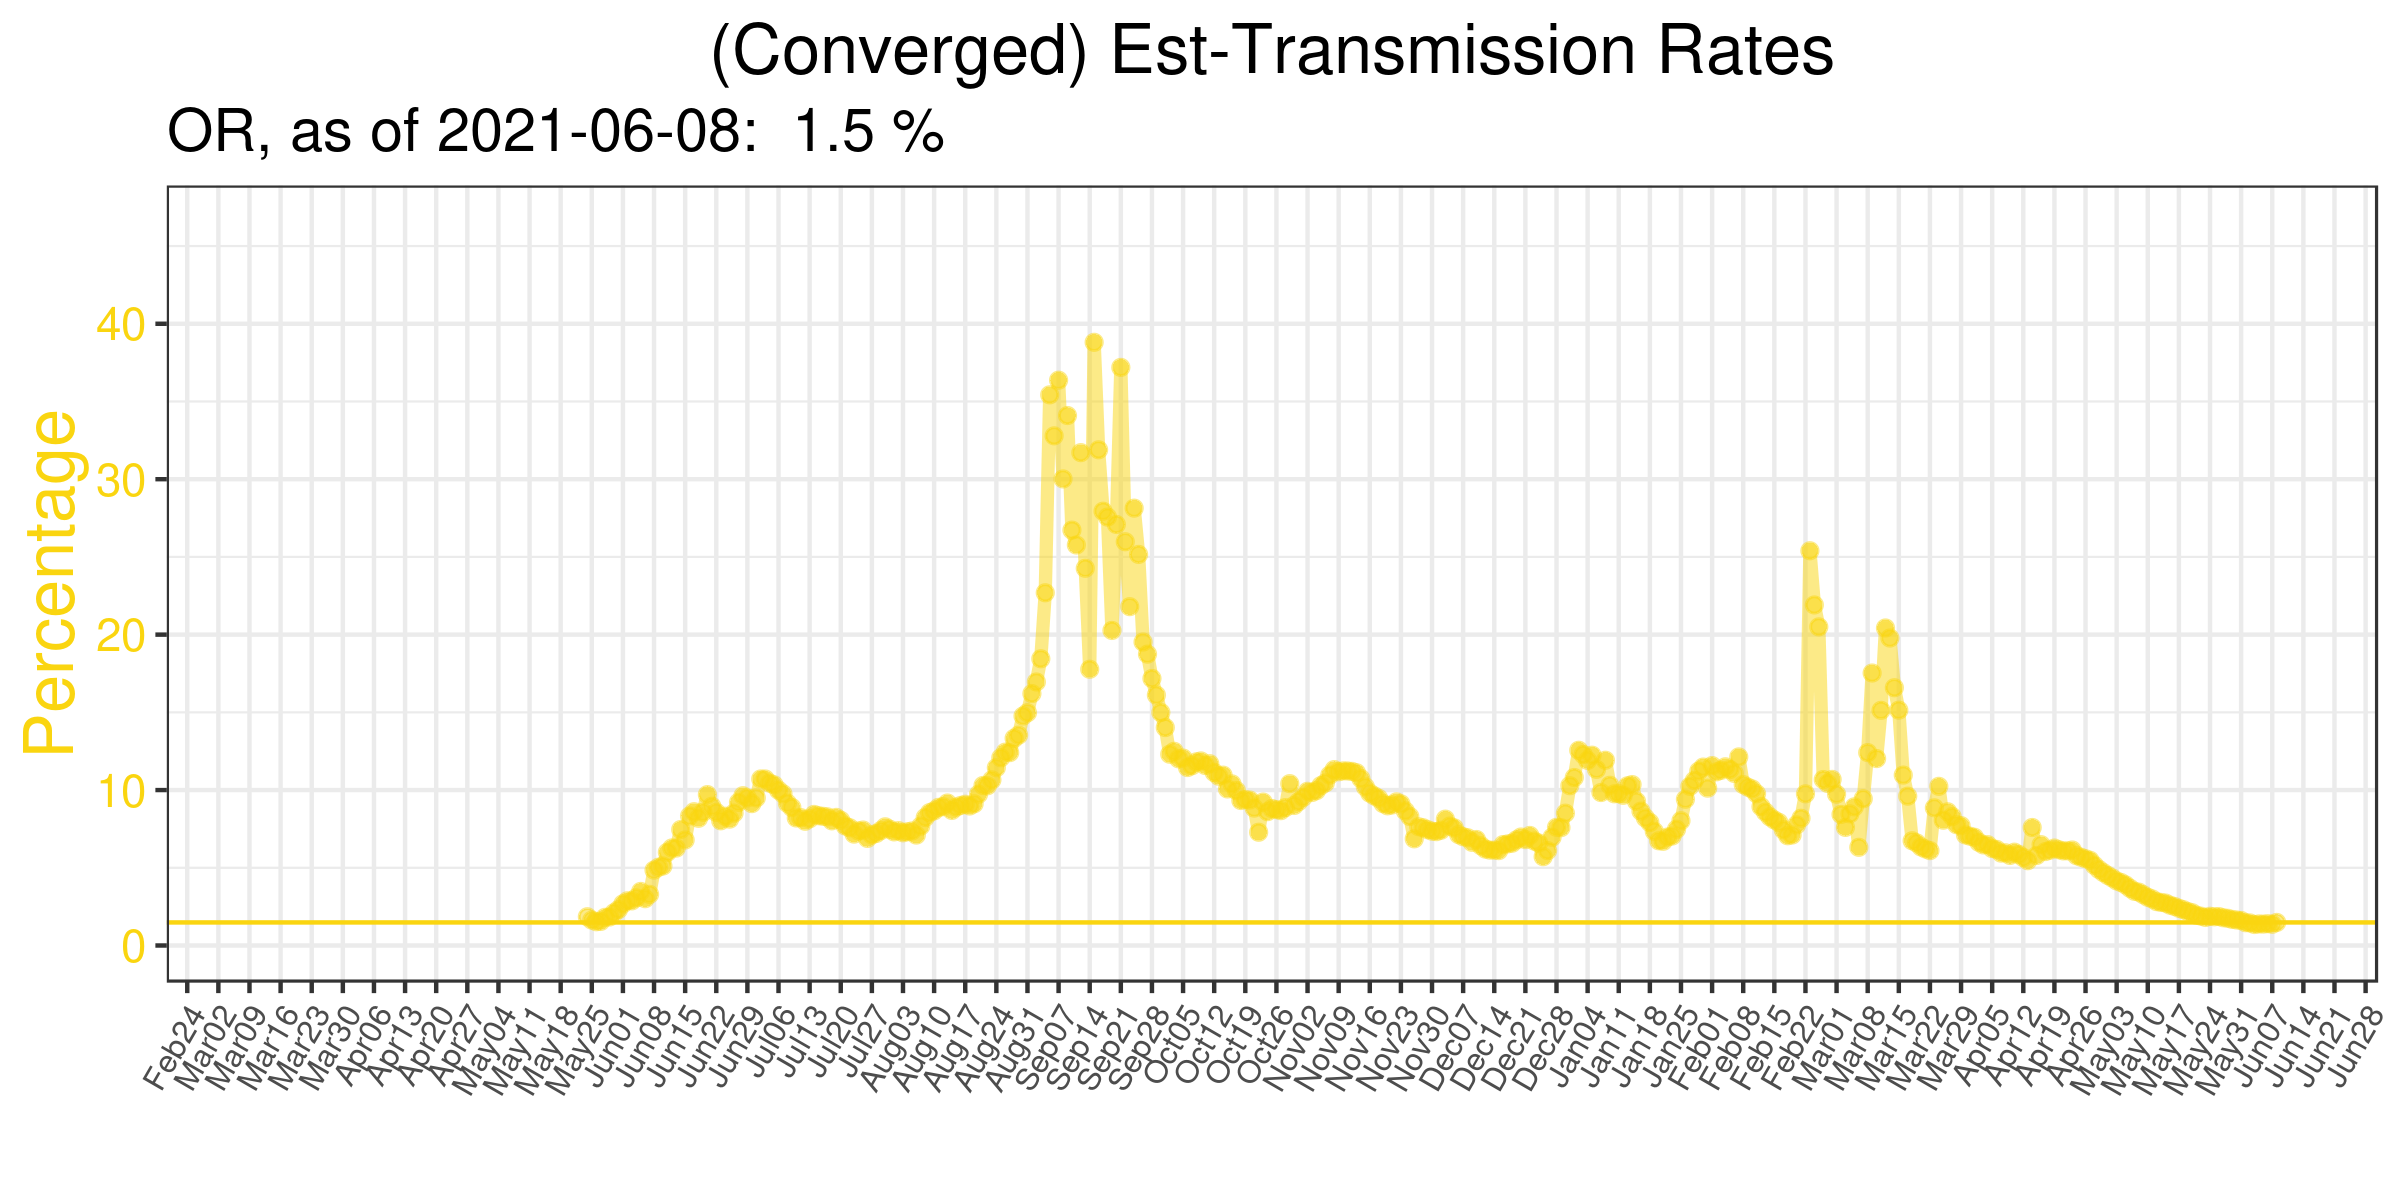 (Converged) Est-Transmission Rates
OR, as of 2021-06-08: 1.5 %
Percentage
40
30
20
10
0
Feb24
Mar02
Mar09
Mar16
Mar23
Mar30
Apr06
Apr13
Apr20
Apr27
May04
May11
May18
May25
Jun01
Jun08
Jun15
Jun22
Jun29
Jul06
Jul13
Jul20
Jul27
Aug03
Aug10
Aug17
Aug24
Aug31
Sep07
Sep14
Sep21
Sep28
Oct05
Oct12
Oct19
Oct26
Nov02
Nov09
Nov16
Nov23
Nov30
Dec07
Dec14
Dec21
Dec28
Jan04
Jan11
Jan18
Jan25
Feb01
Feb08
Feb15
Feb22
Mar01
Mar08
Mar15
Mar22
Mar29
Apr05
Apr12
Apr19
Apr26
May03
May10
May17
May24
May31
Jun07
Jun14
Jun21
Jun28